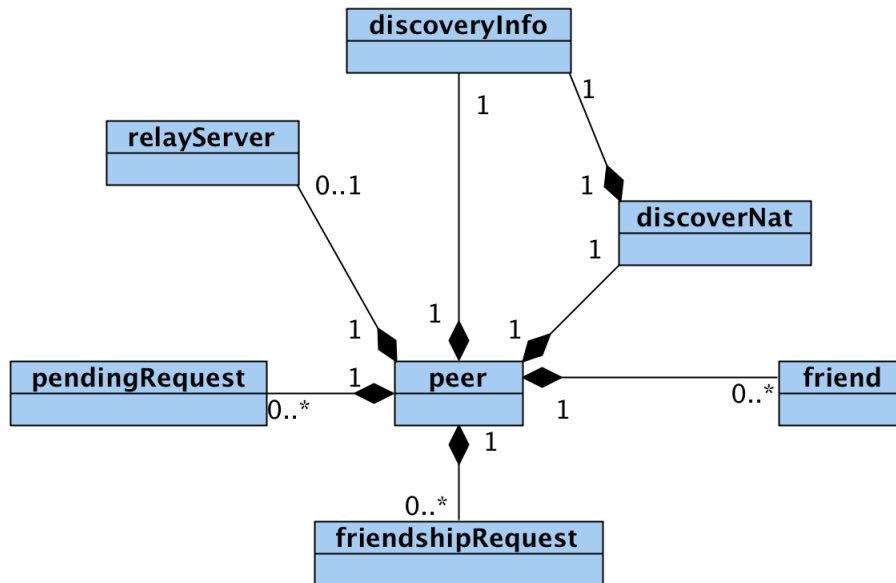 discoveryInfo
1
1
relayServer
0..1
1
discoverNat
1
1
1
1
pendingRequest
1
0..*
peer
friend
0..*
1
1
0..*
friendshipRequest